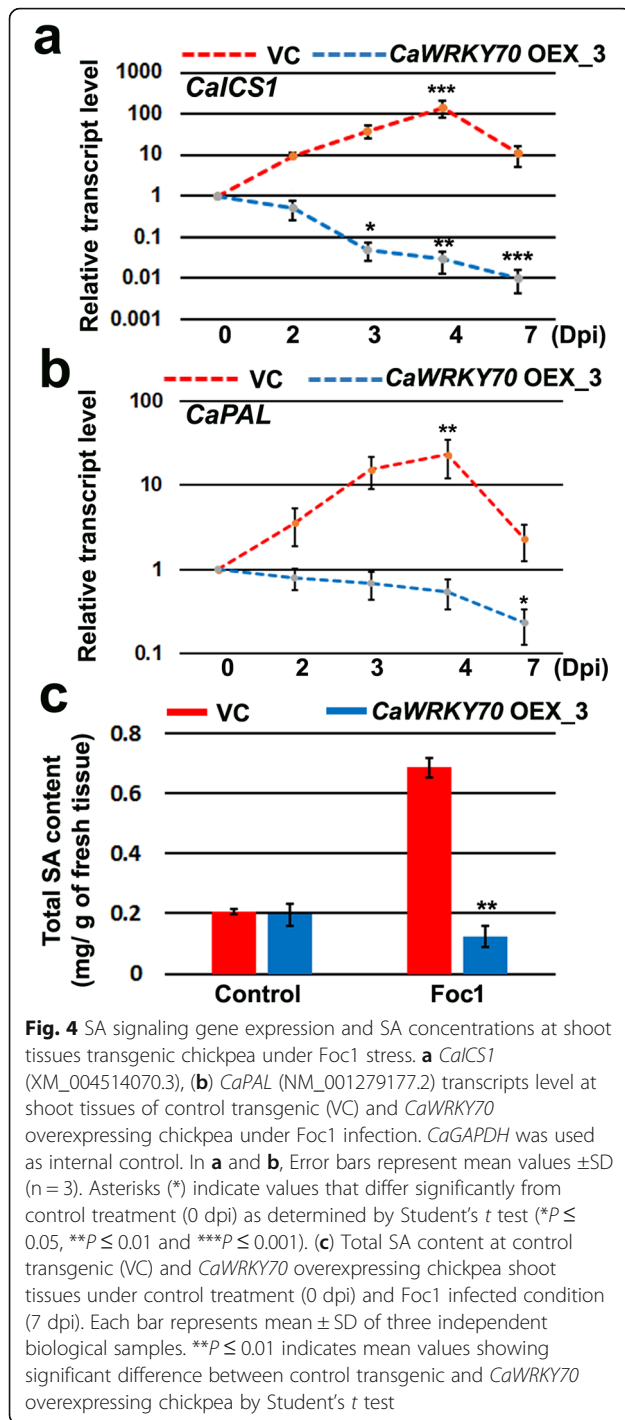 a
VC CaWRKY70 OEX_3
CaICS1
Relative transcript level
1000
100
10
1
0.1
0.01
0.001
***
*
**
***
0 2 3 4 7 (Dpi)
b
VC CaWRKY70 OEX_3
CaPAL
Relative transcript level
100
10
1
0.1
**
*
0 2 3 4 7 (Dpi)
c
VC CaWRKY70 OEX_3
Total SA content
(mg/ g of fresh tissue)
0.8
0.6
0.4
0.2
0
**
Control Foc1
Fig. 4 SA signaling gene expression and SA concentrations at shoot
tissues transgenic chickpea under Foc1 stress. a CaICS1
(XM_004514070.3), (b) CaPAL (NM_001279177.2) transcripts level at
shoot tissues of control transgenic (VC) and CaWRKY70
overexpressing chickpea under Foc1 infection. CaGAPDH was used
as internal control. In a and b, Error bars represent mean values ±SD
(n = 3). Asterisks (*) indicate values that differ significantly from
control treatment (0 dpi) as determined by Student's t test (*P ≤
0.05, **P ≤ 0.01 and ***P ≤ 0.001). (c) Total SA content at control
transgenic (VC) and CaWRKY70 overexpressing chickpea shoot
tissues under control treatment (0 dpi) and Foc1 infected condition
(7 dpi). Each bar represents mean ± SD of three independent
biological samples. **P ≤ 0.01 indicates mean values showing
significant difference between control transgenic and CaWRKY70
overexpressing chickpea by Student's t test